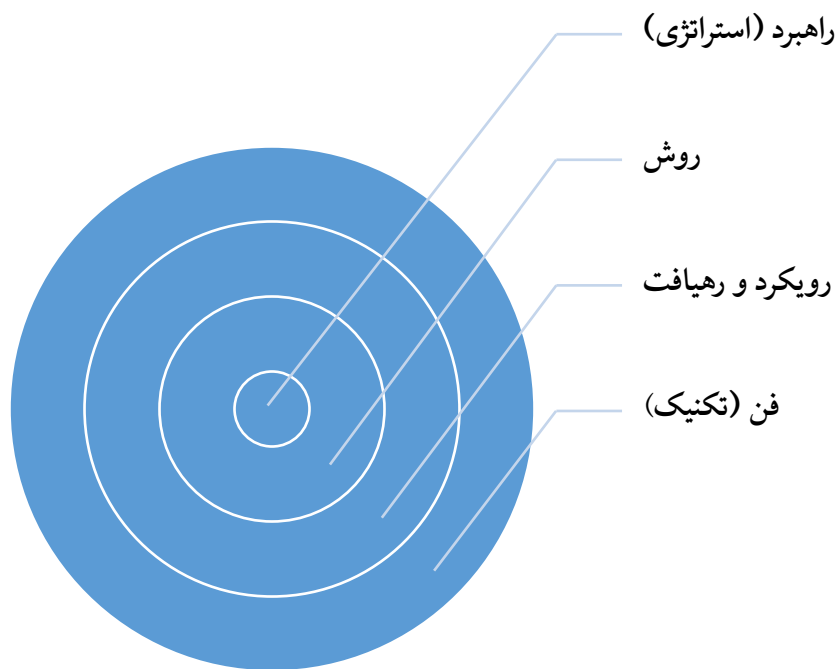 راهبرد (استراتژی)
روش
رویکرد و رهیافت
فن (تکنیک)